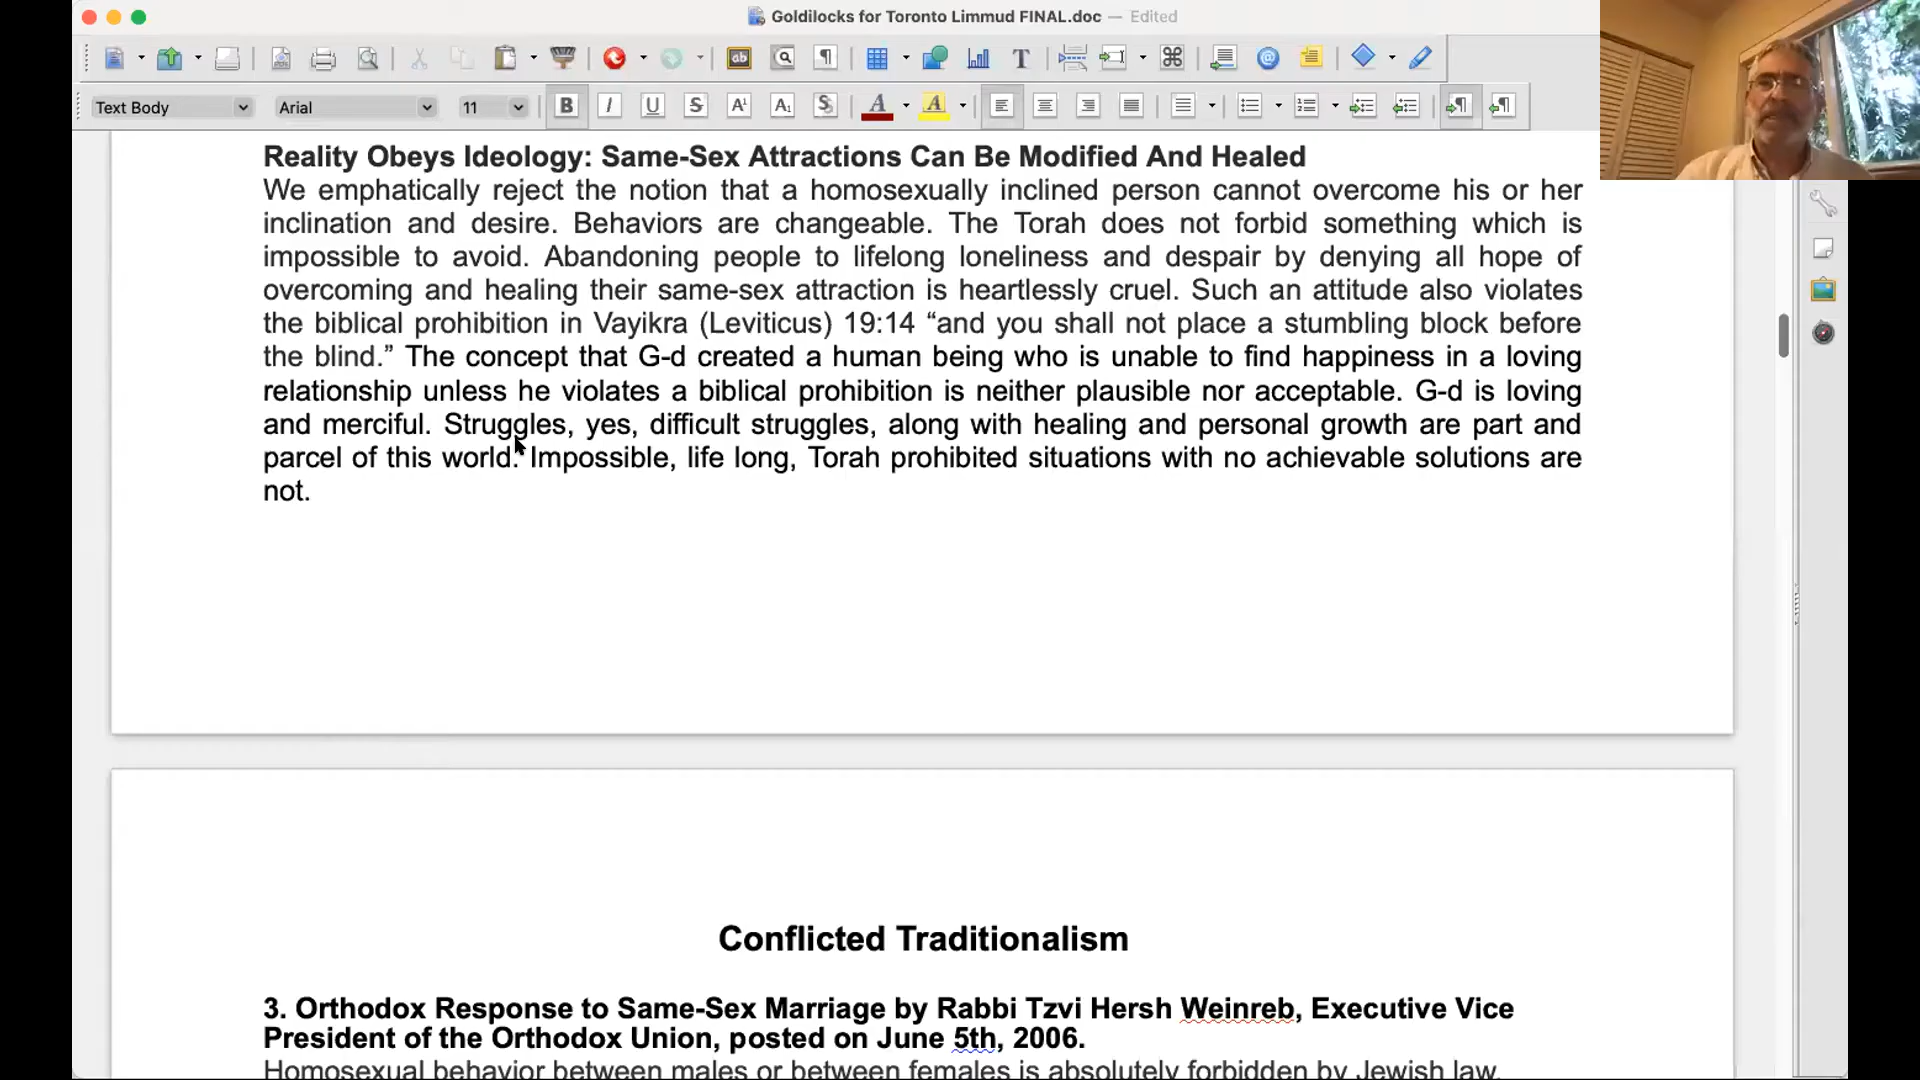 Goldilocks for Toronto Limmud FINAL.doc — Edited
Text Body Arial 11
Reality Obeys Ideology: Same-Sex Attractions Can Be Modified And Healed
We emphatically reject the notion that a homosexually inclined person cannot overcome his or her
inclination and desire. Behaviors are changeable. The Torah does not forbid something which is
impossible to avoid. Abandoning people to lifelong loneliness and despair by denying all hope of
overcoming and healing their same-sex attraction is heartlessly cruel. Such an attitude also violates
the biblical prohibition in Vayikra (Leviticus) 19:14 “and you shall not place a stumbling block before
the blind.” The concept that G-d created a human being who is unable to find happiness in a loving
relationship unless he violates a biblical prohibition is neither plausible nor acceptable. G-d is loving
and merciful. Struggles, yes, difficult struggles, along with healing and personal growth are part and
parcel of this world. Impossible, life long, Torah prohibited situations with no achievable solutions are
not.
Conflicted Traditionalism
3. Orthodox Response to Same-Sex Marriage by Rabbi Tzvi Hersh Weinreb, Executive Vice
President of the Orthodox Union, posted on June 5th, 2006.
Homosexual behavior between males or between females is absolutely forbidden by Jewish law,